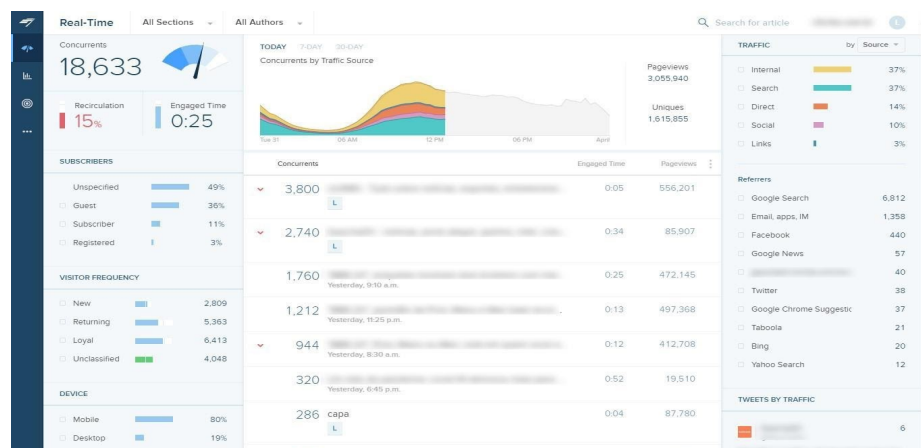 Real-Time
All Sections
All Authors
Search for article
L
Concurrents
18,633
Recirculation
15%
Engaged Time
0:25
SUBSCRIBERS
Unspecified 49%
Guest 36%
Subscriber 11%
Registered 3%
VISITOR FREQUENCY
New 2,809
Returning 5,363
Loyal 6,413
Unclassified 4,048
DEVICE
Mobile 80%
Desktop 19%
TODAY 7-DAY 30-DAY
Concurrents by Traffic Source
Tue 31 06 AM 12 PM 06 PM April
Pageviews
3,055,940
Uniques
1,615,855
Concurrents Engaged Time Pageviews
3,800 0:05 556,201
L
2,740 0:34 85,907
L
1,760 0:25 472,145
Yesterday, 9:10 a.m.
1,212 0:13 497,368
Yesterday, 11:25 p.m.
944 0:12 412,708
Yesterday, 8:30 a.m.
320 0:52 19,510
Yesterday, 6:45 p.m.
286 capa 0:04 87,780
L
TRAFFIC by Source
Internal 37%
Search 37%
Direct 14%
Social 10%
Links 3%
Referrers
Google Search 6,812
Email, apps, IM 1,358
Facebook 440
Google News 57
40
Twitter 38
Google Chrome Suggestic 37
Taboola 21
Bing 20
Yahoo Search 12
TWEETS BY TRAFFIC
6